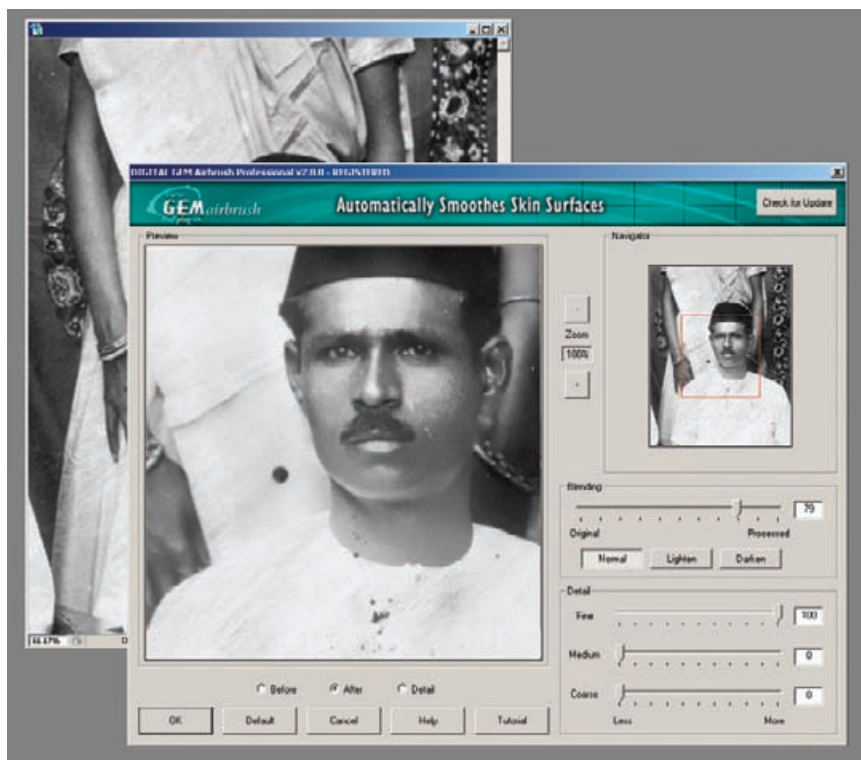 DIGITAL GEM Airbrush Professional v2.0.0 - REGISTERED
GEM airbrush
Automatically Smoothes Skin Surfaces
Check for Update
Preview
Navigator
Zoom
100%
Blending
79
Original
Processed
Normal
Lighten
Darken
Detail
Fine
100
Medium
0
Coarse
0
Less
More
66.67%
D
Before
After
Detail
OK
Default
Cancel
Help
Tutorial